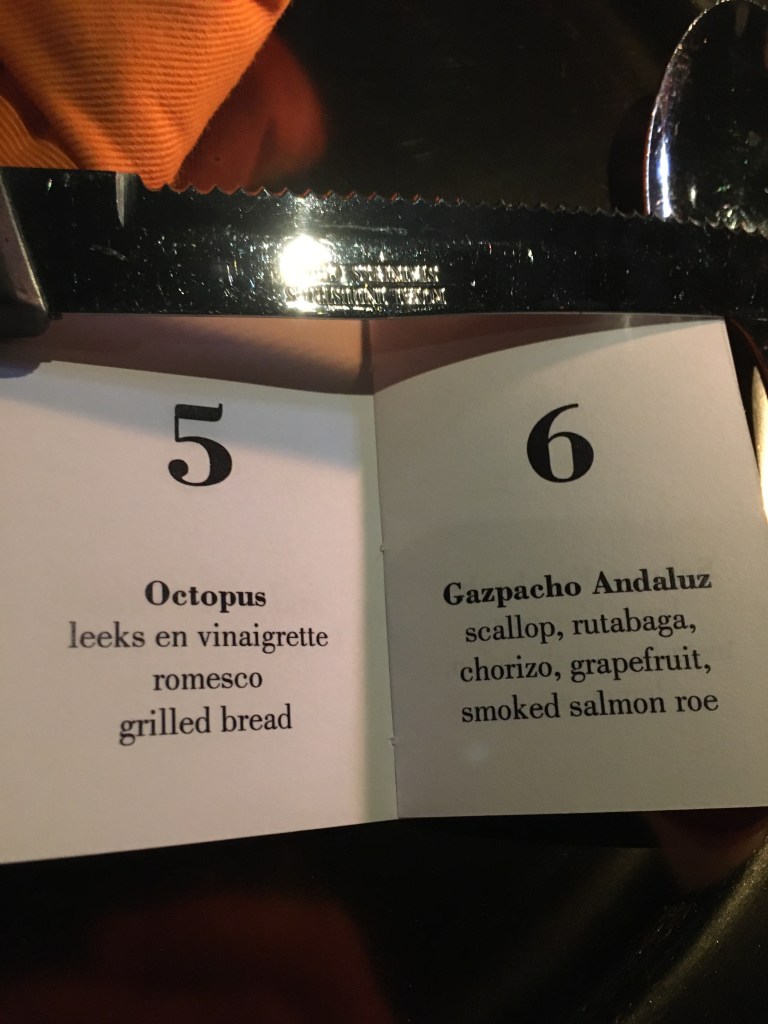 5
Octopus
leeks en vinaigrette
romesco
grilled bread
6
Gazpacho Andaluz
scallop, rutabaga,
chorizo, grapefruit,
smoked salmon roe